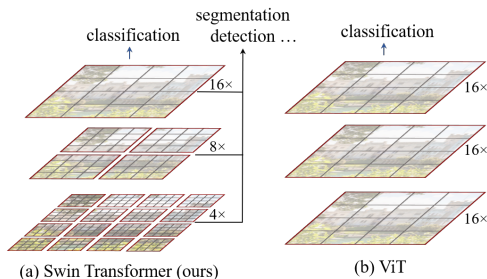 segmentation
detection …
classification
16×
8×
4×
(a) Swin Transformer (ours)
classification
16×
16×
16×
(b) ViT